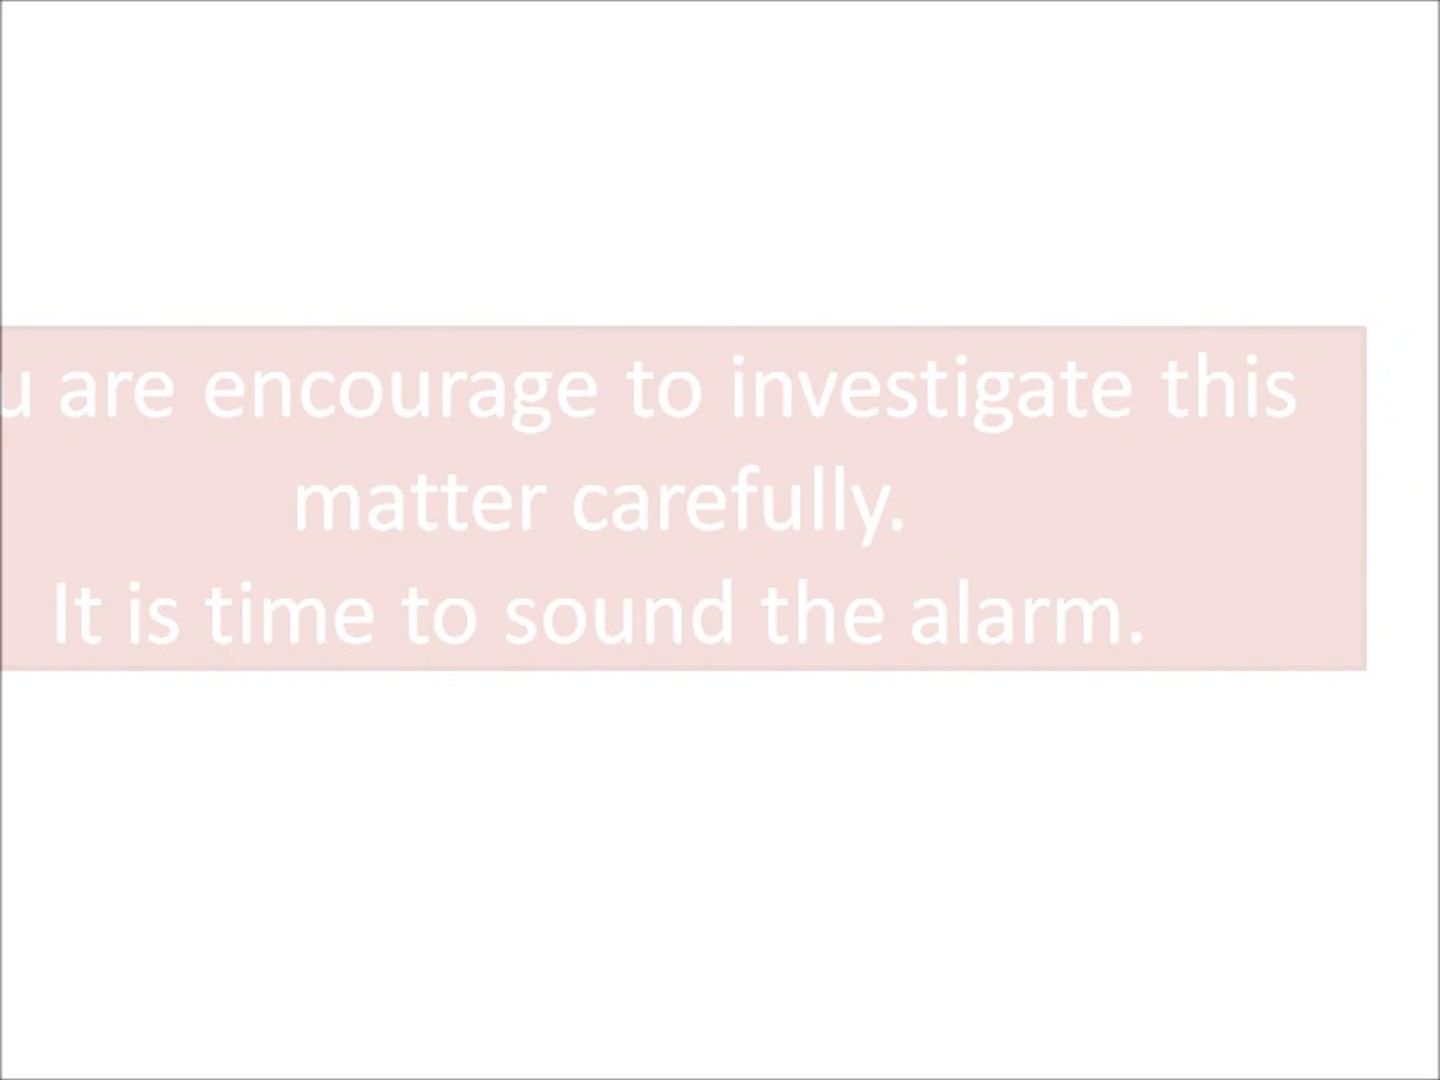 u are encourage to investigate this
matter carefully.
It is time to sound the alarm.